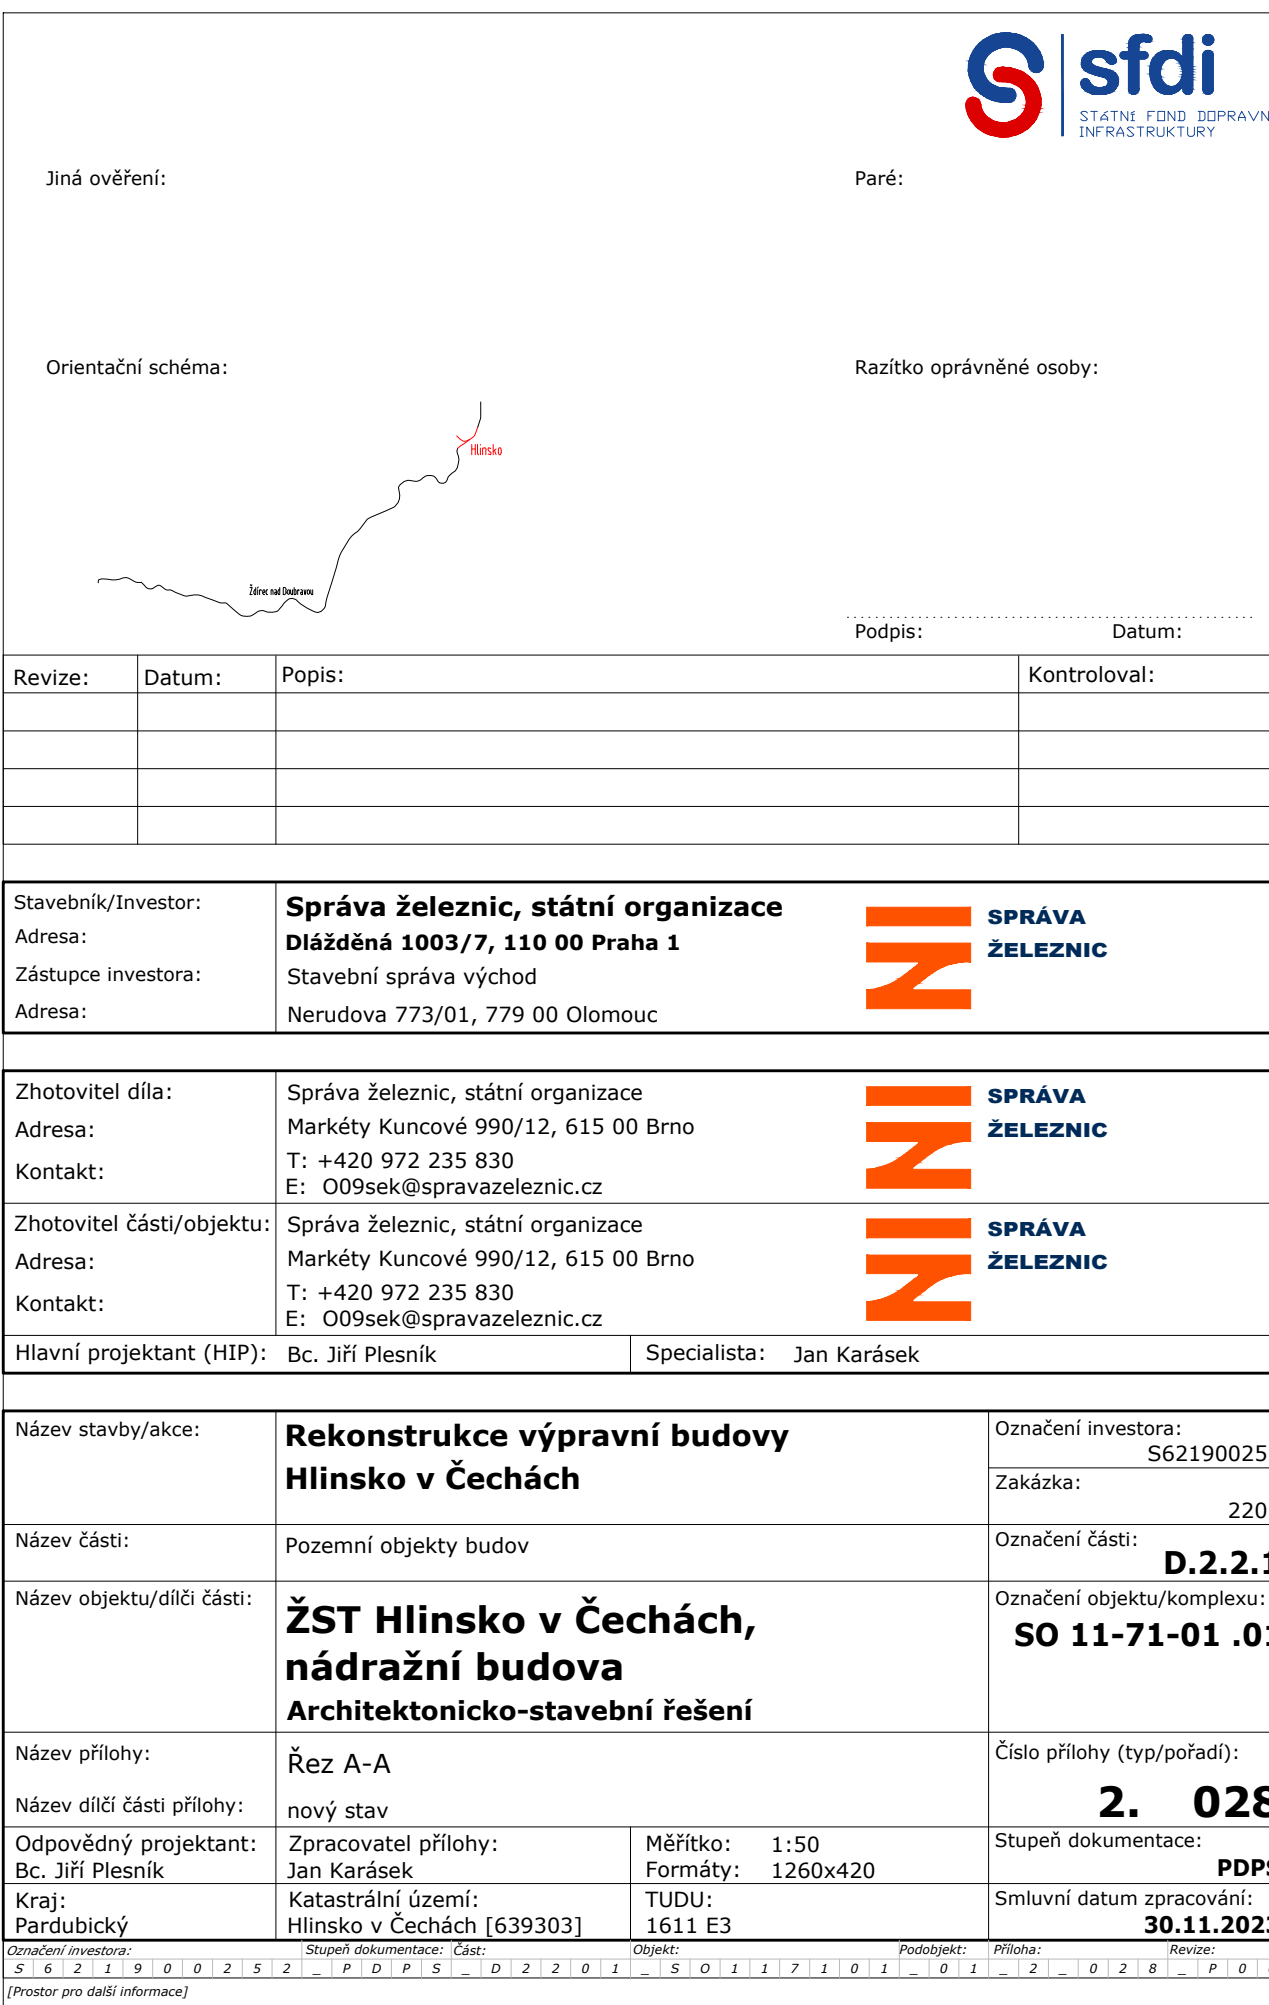 sfdi
STÁTNÍ FOND DOPRAVN
INFRASTRUKTURY
Jiná ověření:
Paré:
Orientační schéma:
Razítko oprávněné osoby:
Hlinsko
Ždírec nad Doubravou
Podpis: Datum:
Revize: Datum: Popis: Kontroloval:
Stavebník/Investor: Správa železnic, státní organizace
Adresa: Dlážděná 1003/7, 110 00 Praha 1
Zástupce investora: Stavební správa východ
Adresa: Nerudova 773/01, 779 00 Olomouc
SPRÁVA
ŽELEZNIC
Zhotovitel díla: Správa železnic, státní organizace
Adresa: Markéty Kuncové 990/12, 615 00 Brno
Kontakt: T: +420 972 235 830
E: O09sek@spravazeleznic.cz
SPRÁVA
ŽELEZNIC
Zhotovitel části/objektu: Správa železnic, státní organizace
Adresa: Markéty Kuncové 990/12, 615 00 Brno
Kontakt: T: +420 972 235 830
E: O09sek@spravazeleznic.cz
SPRÁVA
ŽELEZNIC
Hlavní projektant (HIP): Bc. Jiří Plesník Specialista: Jan Karásek
Název stavby/akce: Rekonstrukce výpravní budovy
Hlinsko v Čechách
Označení investora:
S62190025
Zakázka:
220
Název části: Pozemní objekty budov
Označení části:
D.2.2.1
Název objektu/dílči části: ŽST Hlinsko v Čechách,
nádražní budova
Architektonicko-stavební řešení
Označení objektu/komplexu:
SO 11-71-01 .01
Název přílohy: Řez A-A
Název dílčí části přílohy: nový stav
Číslo přílohy (typ/pořadí):
2. 028
Odpovědný projektant: Zpracovatel přílohy: Měřítko: 1:50 Stupeň dokumentace:
Bc. Jiří Plesník Jan Karásek Formáty: 1260x420 PDPS
Kraj: Katastrální území: TUDU: Smluvní datum zpracování:
Pardubický Hlinsko v Čechách [639303] 1611 E3 30.11.2023
Označení investora: Stupeň dokumentace: Část: Objekt: Podobjekt: Příloha: Revize:
S 6 2 1 9 0 0 2 5 2 _ P D P S _ D 2 2 0 1 _ S O 1 1 7 1 0 1 _ 0 1 _ 2 _ 0 2 8 _ P 0
[Prostor pro další informace]